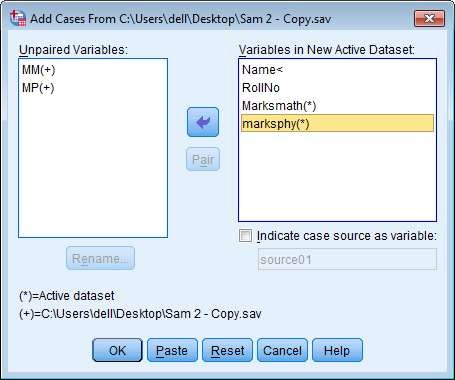 Add Cases From C:\Users\dell\Desktop\Sam 2 - Copy.sav
Unpaired Variables:
MM(+)
MP(+)
Variables in New Active Dataset:
Name<
RollNo
Marksmath(*)
marksphy(*)
Pair
Rename...
Indicate case source as variable:
source01
(*)=Active dataset
(+)=C:\Users\dell\Desktop\Sam 2 - Copy.sav
OK Paste Reset Cancel Help